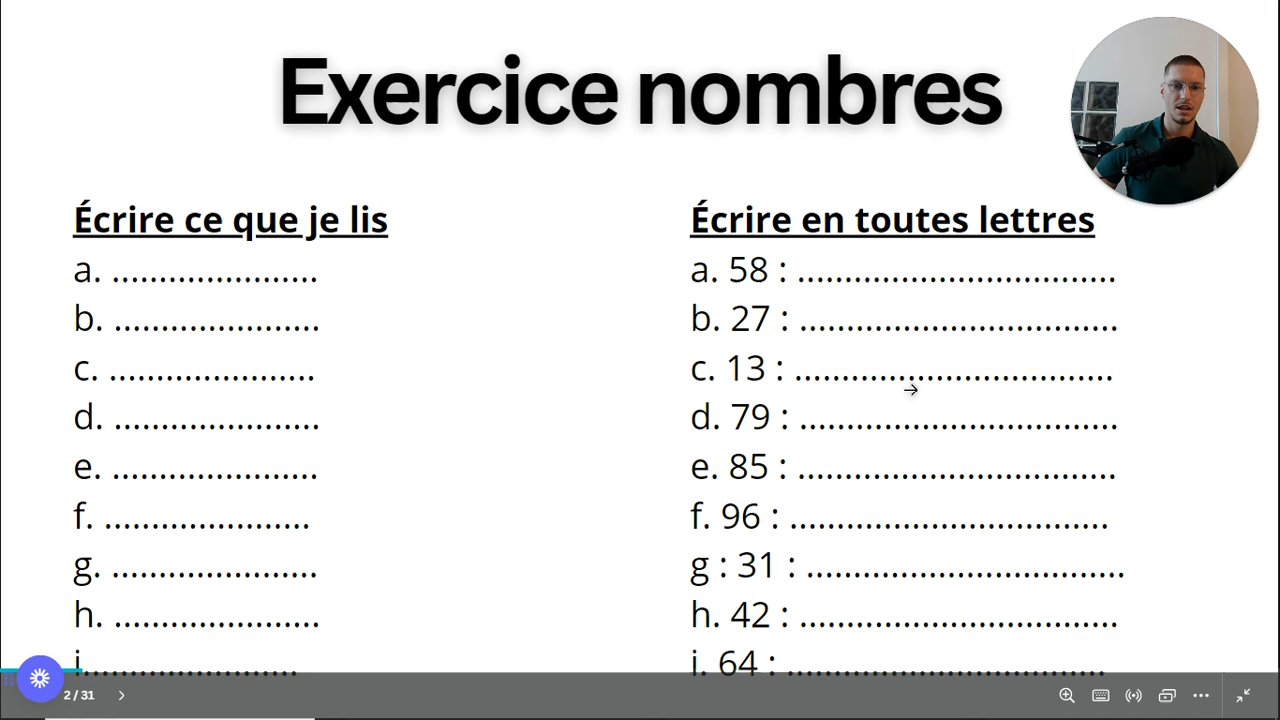 Exercice nombres
Écrire ce que je lis
a. ......................
b. ......................
c. ......................
d. ......................
e. ......................
f. ......................
g. ......................
h. ......................
i.......................
Écrire en toutes lettres
a. 58 : ..................................
b. 27 : ..................................
c. 13 : ..................................
d. 79 : ..................................
e. 85 : ..................................
f. 96 : ..................................
g : 31 : ..................................
h. 42 : ..................................
i. 64 : ..................................
2 / 31